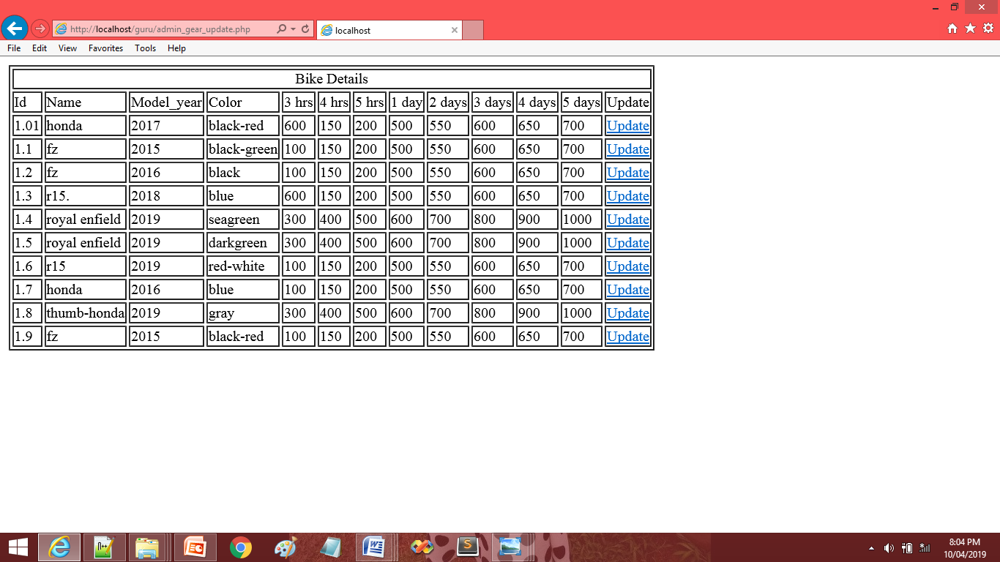 http://localhost/guru/admin_gear_update.php
localhost
File Edit View Favorites Tools Help
Bike Details
Id Name Model_year Color 3 hrs 4 hrs 5 hrs 1 day 2 days 3 days 4 days 5 days Update
1.01 honda 2017 black-red 600 150 200 500 550 600 650 700 Update
1.1 fz 2015 black-green 100 150 200 500 550 600 650 700 Update
1.2 fz 2016 black 100 150 200 500 550 600 650 700 Update
1.3 r15. 2018 blue 600 150 200 500 550 600 650 700 Update
1.4 royal enfield 2019 seagreen 300 400 500 600 700 800 900 1000 Update
1.5 royal enfield 2019 darkgreen 300 400 500 600 700 800 900 1000 Update
1.6 r15 2019 red-white 100 150 200 500 550 600 650 700 Update
1.7 honda 2016 blue 100 150 200 500 550 600 650 700 Update
1.8 thumb-honda 2019 gray 300 400 500 600 700 800 900 1000 Update
1.9 fz 2015 black-red 100 150 200 500 550 600 650 700 Update
8:04 PM
10/04/2019